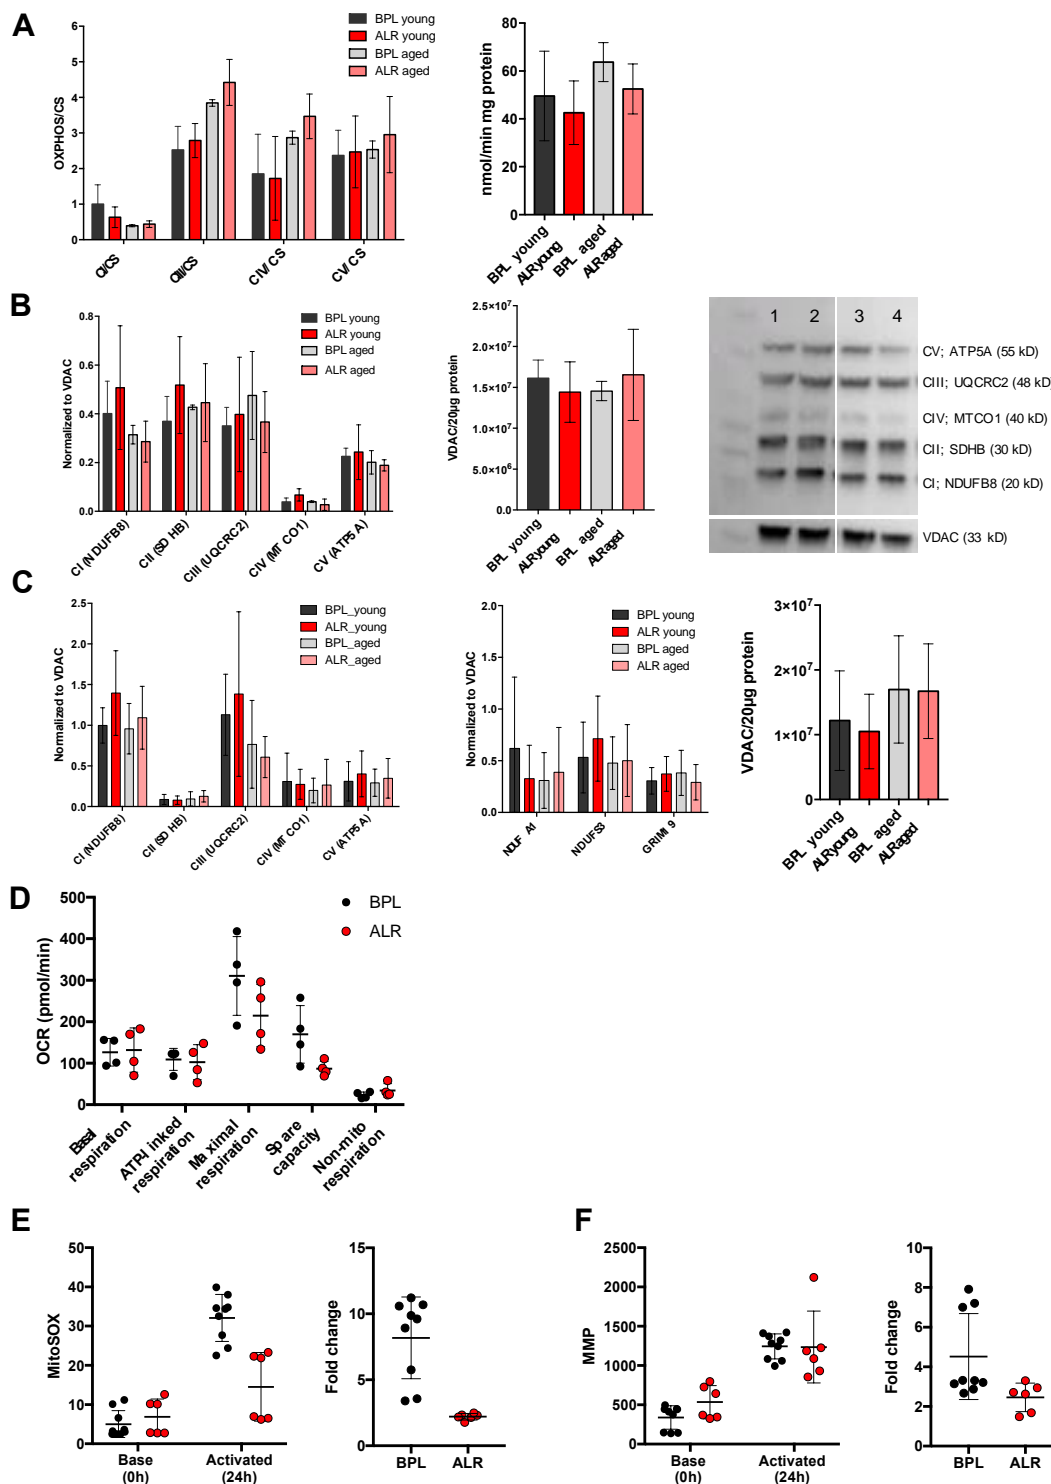 A
BPL young
ALR young
BPL aged
ALR aged
OXPHOS/CS
6
5
4
3
2
1
0
CI/CS
CII/CS
CIV/CS
CV/CS
nmol/min mg protein
80
60
40
20
0
BPL young
ALR young
BPL aged
ALR aged
B
BPL young
ALR young
BPL aged
ALR aged
Normalized to VDAC
0.8
0.6
0.4
0.2
0.0
CI (NDUFB8)
CII (SDHB)
CIII (UQCRC2)
CIV (MTCO1)
CV (ATP5A)
VDAC/20µg protein
2.5×10⁷
2.0×10⁷
1.5×10⁷
1.0×10⁷
5.0×10⁶
0.0
BPL young
ALR young
BPL aged
ALR aged
1 2 3 4
CV; ATP5A (55 kD)
CIII; UQCRC2 (48 kD)
CIV; MTCO1 (40 kD)
CII; SDHB (30 kD)
CI; NDUFB8 (20 kD)
VDAC (33 kD)
C
BPL_young
ALR_young
BPL_aged
ALR_aged
Normalized to VDAC
2.5
2.0
1.5
1.0
0.5
0.0
CI (NDUFB8)
CII (SDHB)
CIII (UQCRC2)
CIV (MTCO1)
CV (ATP5A)
BPL young
ALR young
BPL aged
ALR aged
Normalized to VDAC
2.0
1.5
1.0
0.5
0.0
NDUFA1
NDUFS3
GRIM19
VDAC/20µg protein
3×10⁷
2×10⁷
1×10⁷
0
BPL young
ALR young
BPL aged
ALR aged
D
BPL
ALR
OCR (pmol/min)
500
400
300
200
100
0
Basal
respiration
ATP-linked
respiration
Maximal
respiration
Spare
capacity
Non-mito
respiration
E
MitoSOX
50
40
30
20
10
0
Base
(0h)
Activated
(24h)
Fold change
15
10
5
0
BPL
ALR
F
MMP
2500
2000
1500
1000
500
0
Base
(0h)
Activated
(24h)
Fold change
10
8
6
4
2
0
BPL
ALR